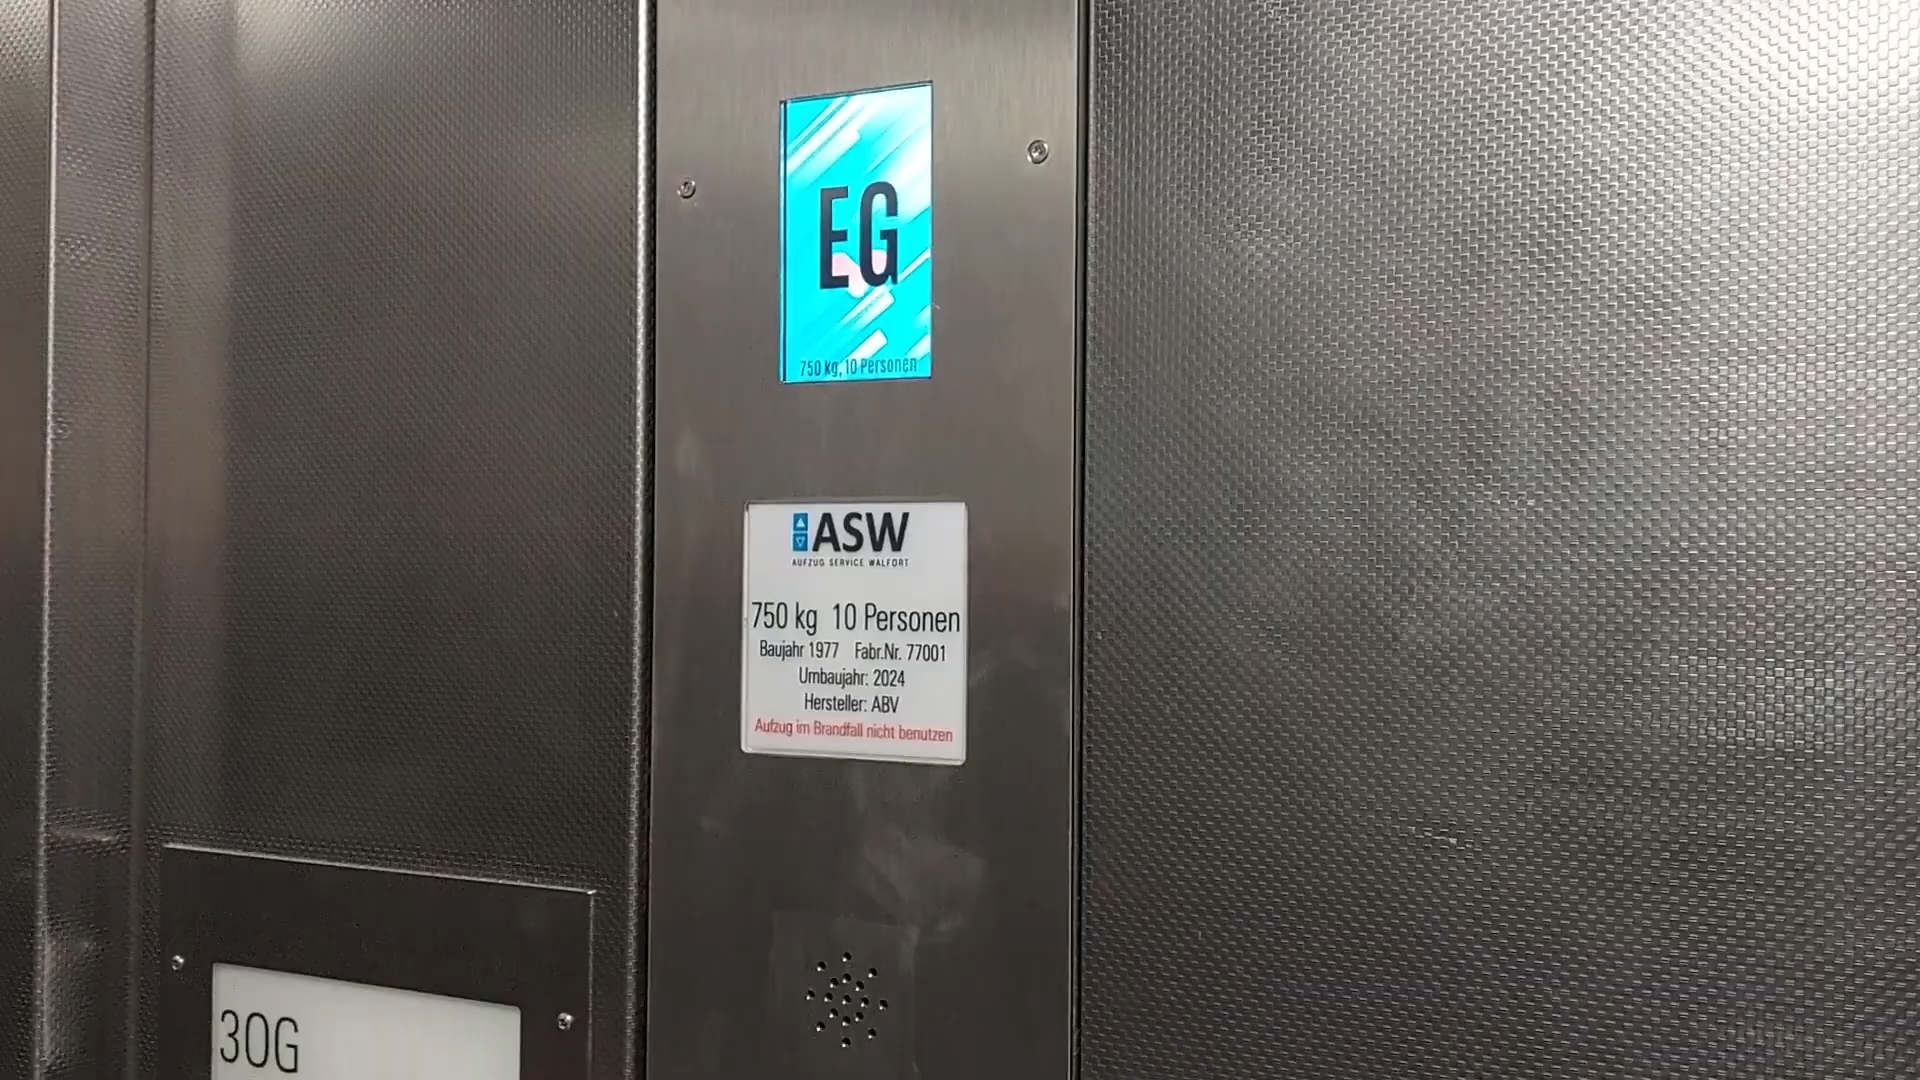 EG
750 kg, 10 Personen
ASW
AUFZUG SERVICE WALFORT
750 kg 10 Personen
Baujahr 1977 Fabr.Nr. 77001
Umbaujahr: 2024
Hersteller: ABV
Aufzug im Brandfall nicht benutzen
3OG